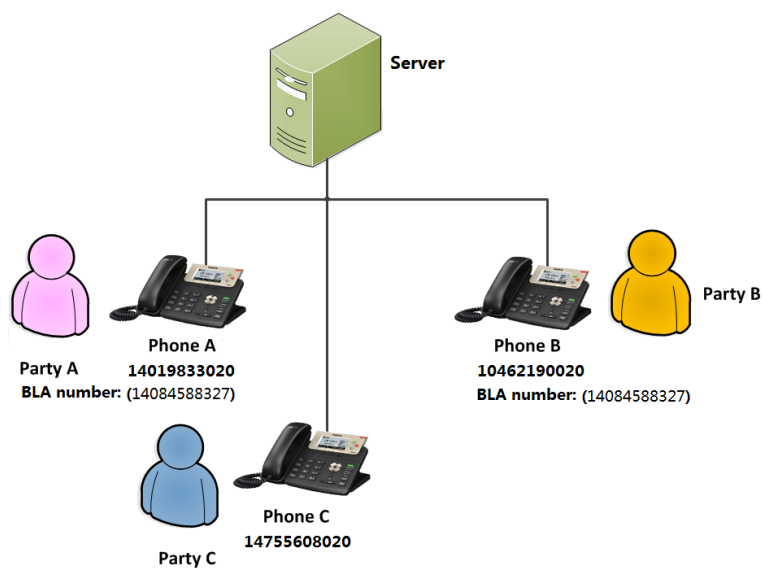 Server
Phone A
14019833020
Party A
BLA number: (14084588327)
Phone B
10462190020
Party B
BLA number: (14084588327)
Phone C
14755608020
Party C